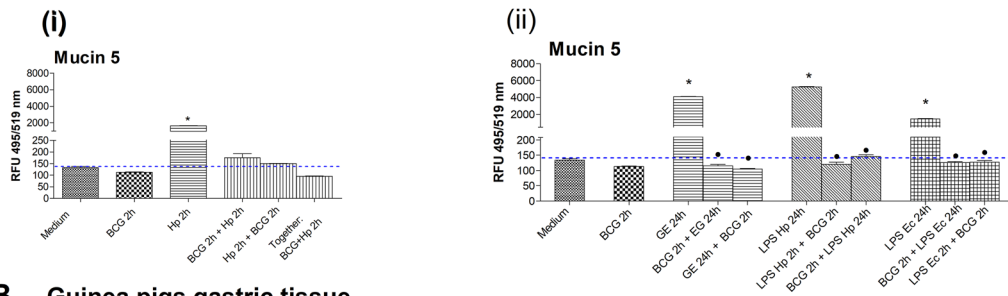 (i)
Mucin 5
RFU 495/519 nm
8000
6000
4000
2000
250
200
150
100
50
0
*
Medium
BCG 2h
Hp 2h
BCG 2h + Hp 2h
Hp 2h + BCG 2h
Together:
BCG+Hp 2h
(ii)
Mucin 5
RFU 495/519 nm
8000
6000
4000
2000
200
150
100
50
0
*
*
*
Medium
BCG 2h
GE 24h
BCG 2h + EG 24h
GE 24h + BCG 2h
LPS Hp 24h
LPS Hp 2h + BCG 2h
BCG 2h + LPS Hp 24h
LPS Ec 24h
BCG 2h + LPS Ec 24h
LPS Ec 2h + BCG 2h
B Guinea pigs gastric tissue